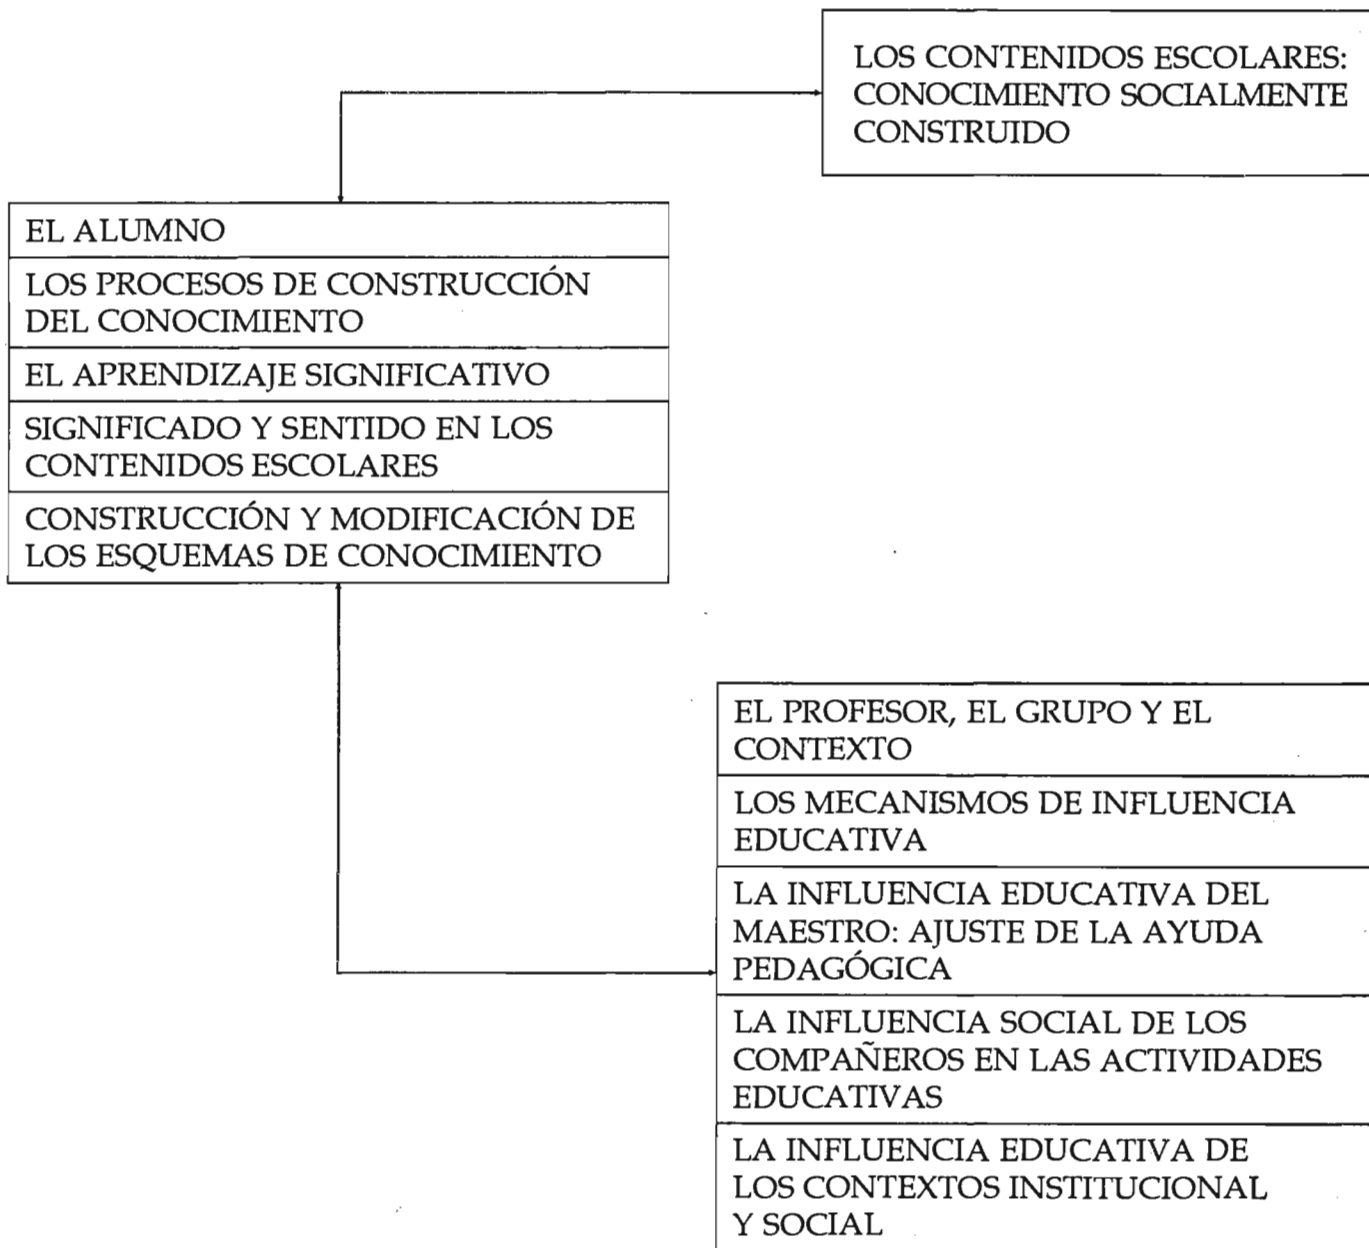 LOS CONTENIDOS ESCOLARES:
CONOCIMIENTO SOCIALMENTE
CONSTRUIDO
EL ALUMNO
LOS PROCESOS DE CONSTRUCCIÓN
DEL CONOCIMIENTO
EL APRENDIZAJE SIGNIFICATIVO
SIGNIFICADO Y SENTIDO EN LOS
CONTENIDOS ESCOLARES
CONSTRUCCIÓN Y MODIFICACIÓN DE
LOS ESQUEMAS DE CONOCIMIENTO
EL PROFESOR, EL GRUPO Y EL
CONTEXTO
LOS MECANISMOS DE INFLUENCIA
EDUCATIVA
LA INFLUENCIA EDUCATIVA DEL
MAESTRO: AJUSTE DE LA AYUDA
PEDAGÓGICA
LA INFLUENCIA SOCIAL DE LOS
COMPAÑEROS EN LAS ACTIVIDADES
EDUCATIVAS
LA INFLUENCIA EDUCATIVA DE
LOS CONTEXTOS INSTITUCIONAL
Y SOCIAL